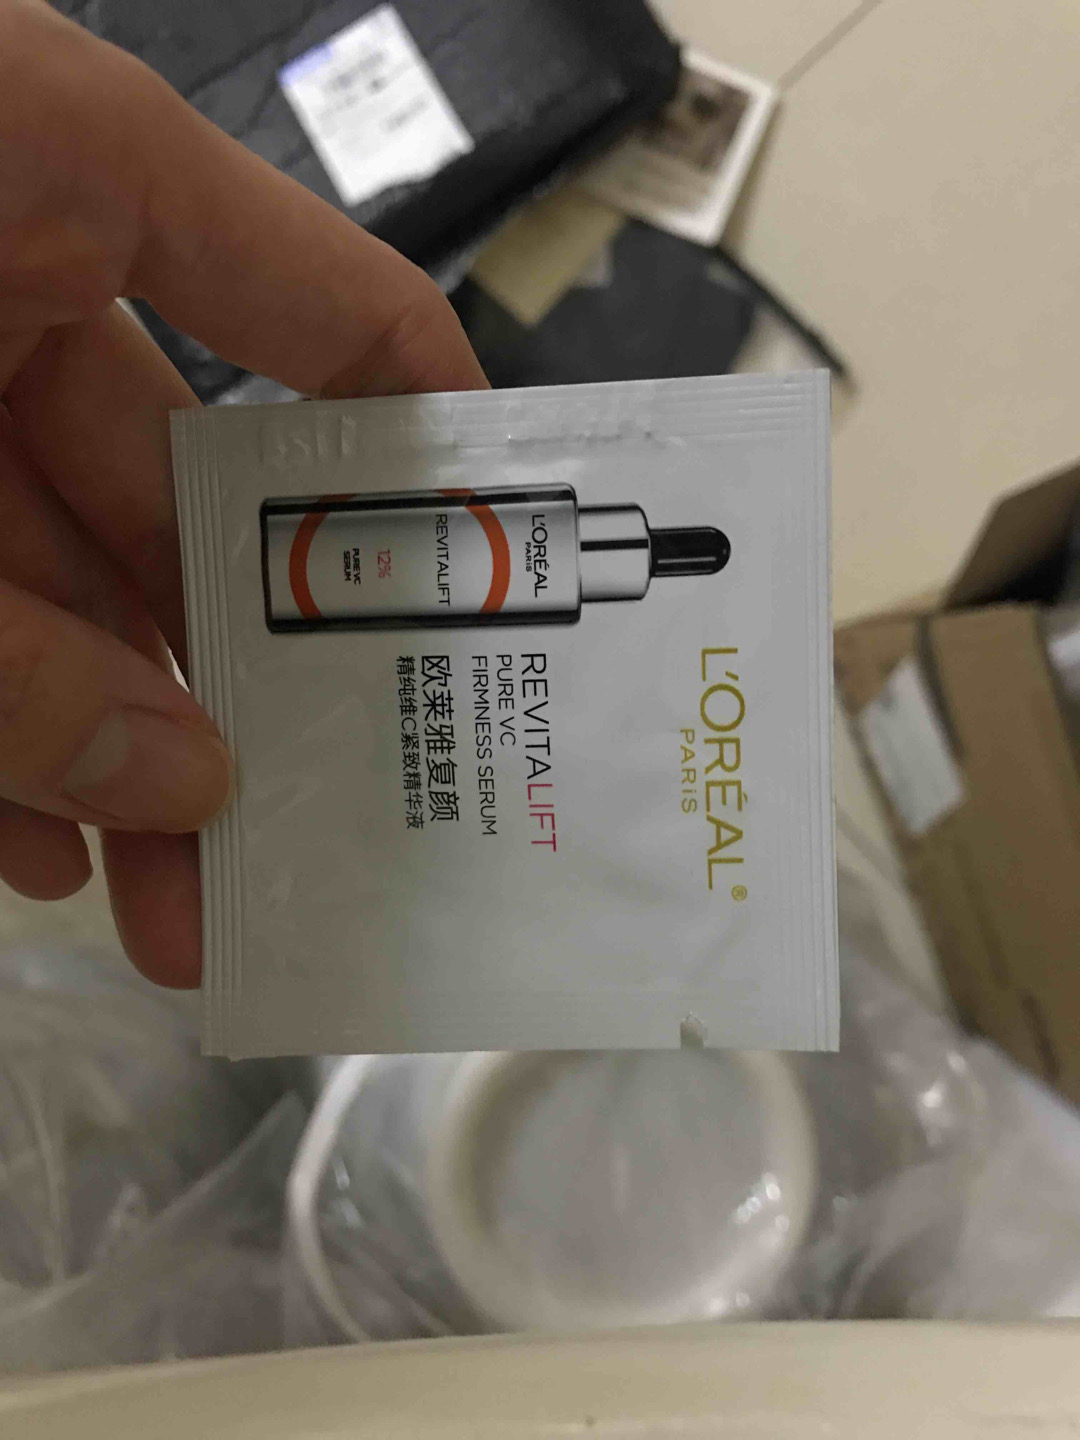 L'ORÉAL®
PARIS
REVITALIFT
PURE VC
FIRMNESS SERUM
欧莱雅复颜
精纯维C紧致精华液
L'ORÉAL
PARIS
REVITALIFT
12%
PURE VC
SERUM